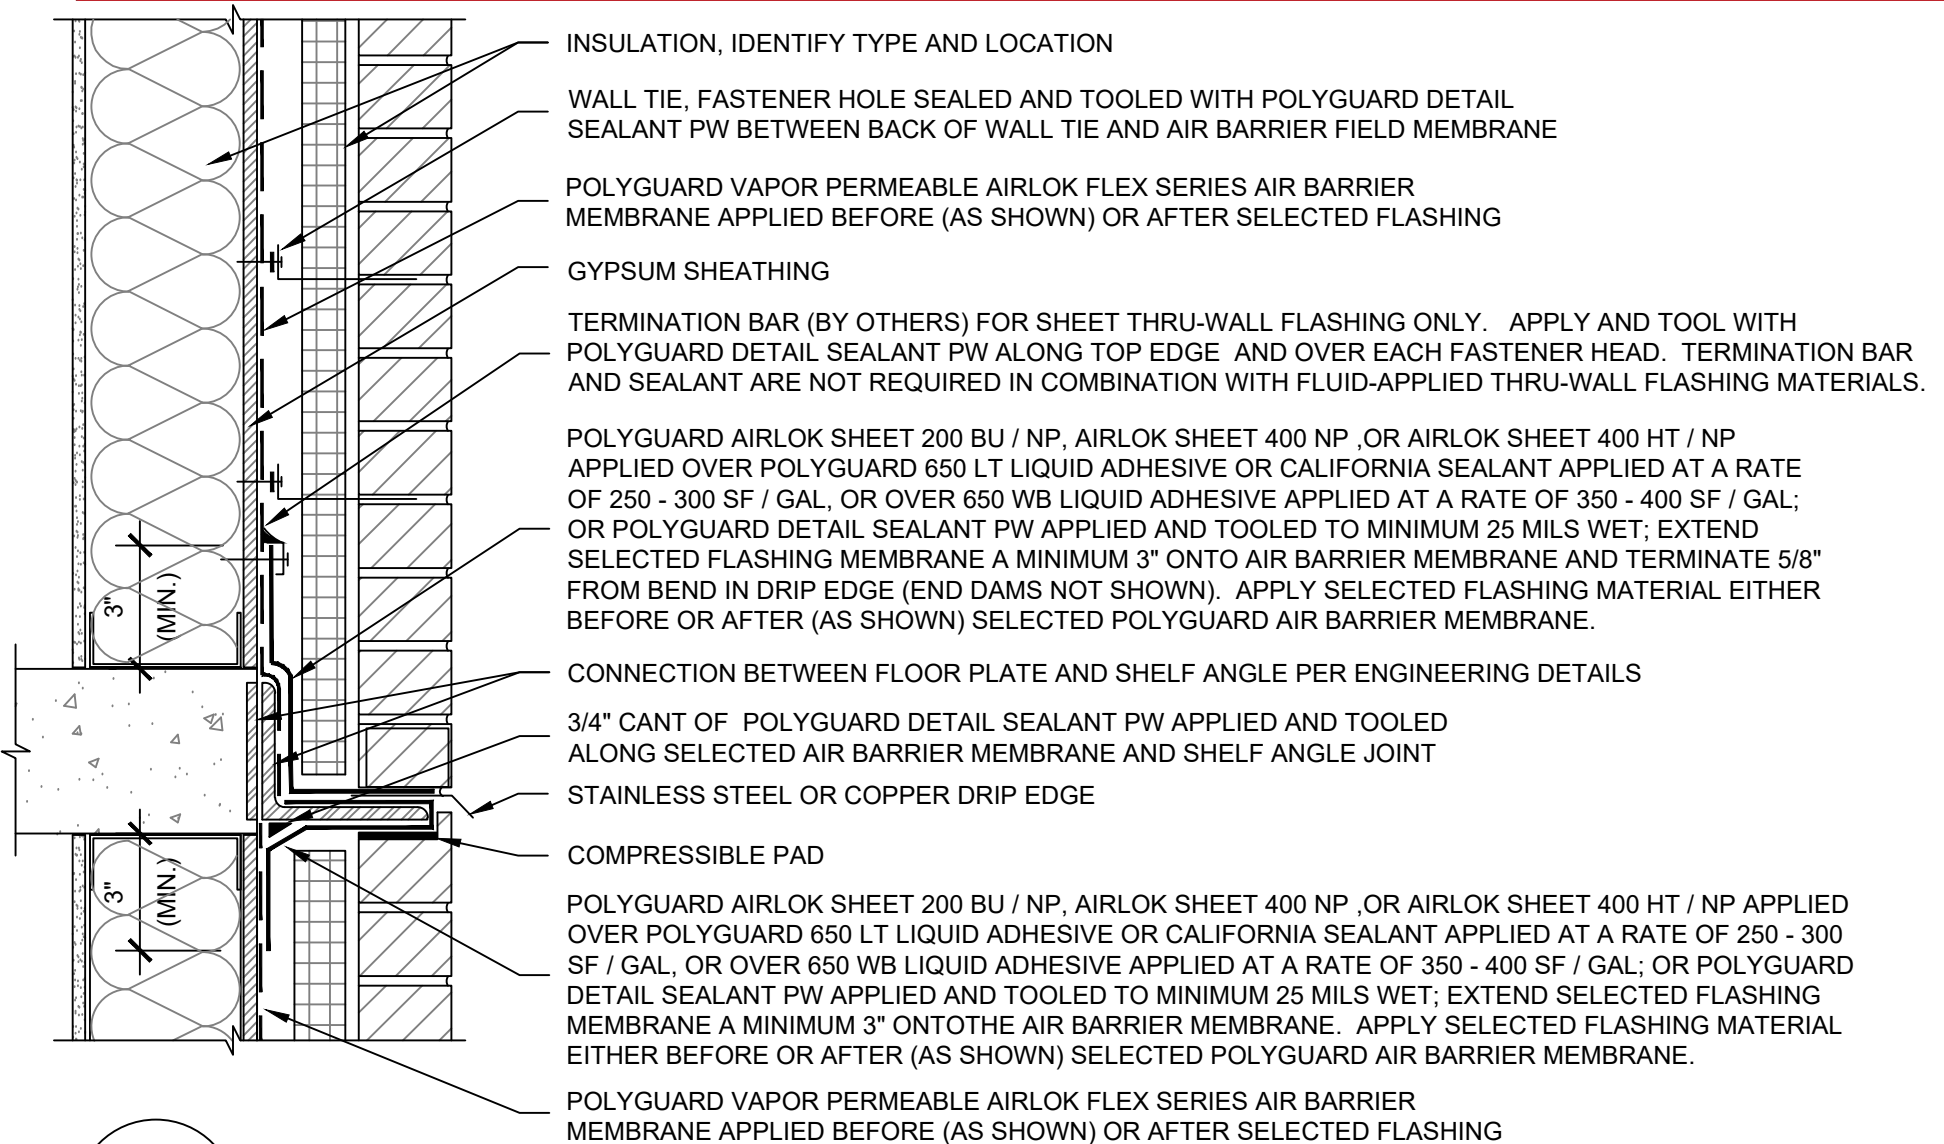 INSULATION, IDENTIFY TYPE AND LOCATION
WALL TIE, FASTENER HOLE SEALED AND TOOLED WITH POLYGUARD DETAIL
SEALANT PW BETWEEN BACK OF WALL TIE AND AIR BARRIER FIELD MEMBRANE
POLYGUARD VAPOR PERMEABLE AIRLOK FLEX SERIES AIR BARRIER
MEMBRANE APPLIED BEFORE (AS SHOWN) OR AFTER SELECTED FLASHING
GYPSUM SHEATHING
TERMINATION BAR (BY OTHERS) FOR SHEET THRU-WALL FLASHING ONLY. APPLY AND TOOL WITH
POLYGUARD DETAIL SEALANT PW ALONG TOP EDGE AND OVER EACH FASTENER HEAD. TERMINATION BAR
AND SEALANT ARE NOT REQUIRED IN COMBINATION WITH FLUID-APPLIED THRU-WALL FLASHING MATERIALS.
POLYGUARD AIRLOK SHEET 200 BU / NP, AIRLOK SHEET 400 NP ,OR AIRLOK SHEET 400 HT / NP
APPLIED OVER POLYGUARD 650 LT LIQUID ADHESIVE OR CALIFORNIA SEALANT APPLIED AT A RATE
OF 250 - 300 SF / GAL, OR OVER 650 WB LIQUID ADHESIVE APPLIED AT A RATE OF 350 - 400 SF / GAL;
OR POLYGUARD DETAIL SEALANT PW APPLIED AND TOOLED TO MINIMUM 25 MILS WET; EXTEND
SELECTED FLASHING MEMBRANE A MINIMUM 3" ONTO AIR BARRIER MEMBRANE AND TERMINATE 5/8"
FROM BEND IN DRIP EDGE (END DAMS NOT SHOWN). APPLY SELECTED FLASHING MATERIAL EITHER
BEFORE OR AFTER (AS SHOWN) SELECTED POLYGUARD AIR BARRIER MEMBRANE.
3"
(MIN.)
CONNECTION BETWEEN FLOOR PLATE AND SHELF ANGLE PER ENGINEERING DETAILS
3/4" CANT OF POLYGUARD DETAIL SEALANT PW APPLIED AND TOOLED
ALONG SELECTED AIR BARRIER MEMBRANE AND SHELF ANGLE JOINT
STAINLESS STEEL OR COPPER DRIP EDGE
COMPRESSIBLE PAD
3"
(MIN.)
POLYGUARD AIRLOK SHEET 200 BU / NP, AIRLOK SHEET 400 NP ,OR AIRLOK SHEET 400 HT / NP APPLIED
OVER POLYGUARD 650 LT LIQUID ADHESIVE OR CALIFORNIA SEALANT APPLIED AT A RATE OF 250 - 300
SF / GAL, OR OVER 650 WB LIQUID ADHESIVE APPLIED AT A RATE OF 350 - 400 SF / GAL; OR POLYGUARD
DETAIL SEALANT PW APPLIED AND TOOLED TO MINIMUM 25 MILS WET; EXTEND SELECTED FLASHING
MEMBRANE A MINIMUM 3" ONTOTHE AIR BARRIER MEMBRANE. APPLY SELECTED FLASHING MATERIAL
EITHER BEFORE OR AFTER (AS SHOWN) SELECTED POLYGUARD AIR BARRIER MEMBRANE.
POLYGUARD VAPOR PERMEABLE AIRLOK FLEX SERIES AIR BARRIER
MEMBRANE APPLIED BEFORE (AS SHOWN) OR AFTER SELECTED FLASHING